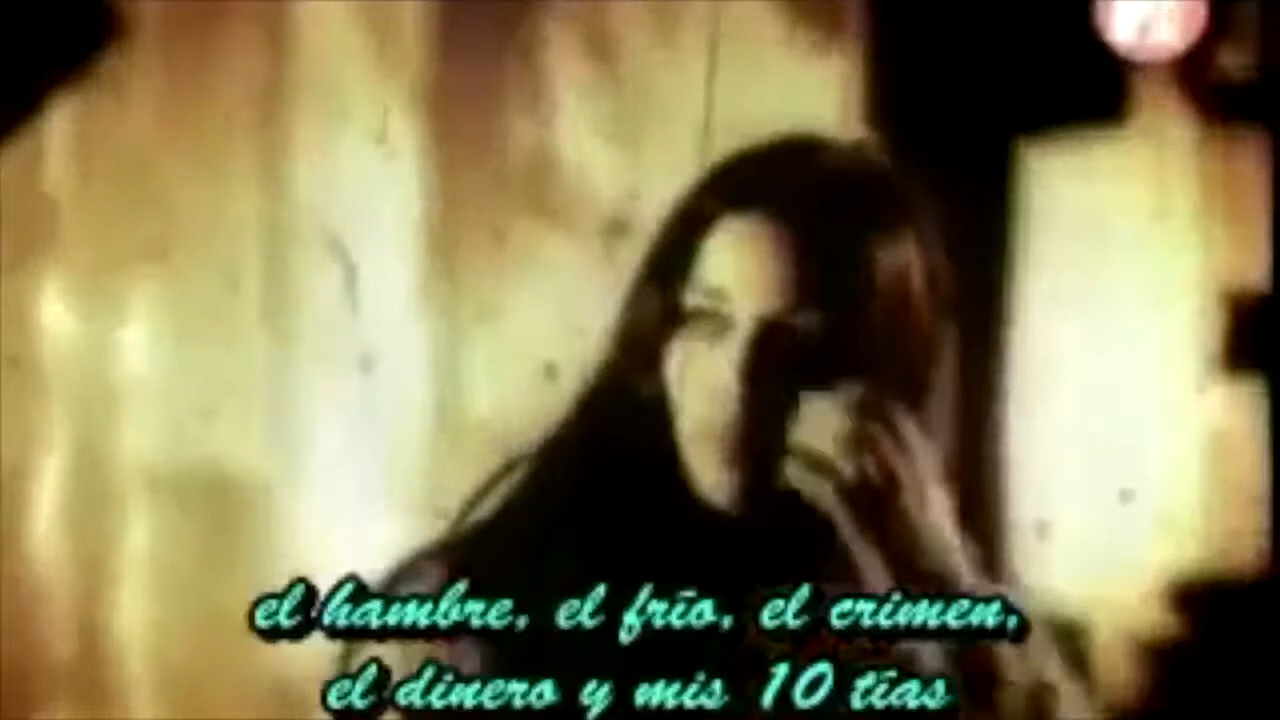 el hambre, el frío, el crimen,
el dinero y mis 10 tías